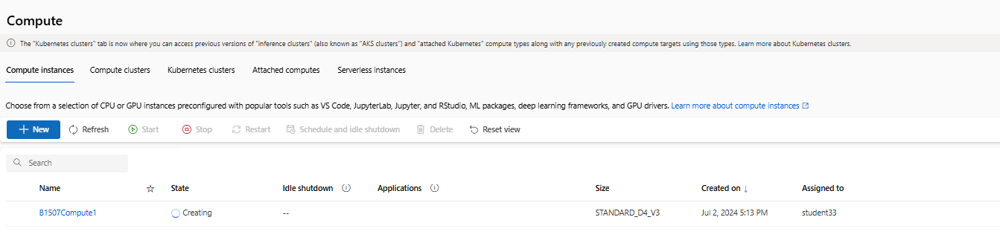 Compute
The "Kubernetes clusters" tab is now where you can access previous versions of "inference clusters" (also known as "AKS clusters") and "attached Kubernetes" compute types along with any previously created compute targets using those types. Learn more about Kubernetes clusters.
Compute instances Compute clusters Kubernetes clusters Attached computes Serverless instances
Choose from a selection of CPU or GPU instances preconfigured with popular tools such as VS Code, JupyterLab, Jupyter, and RStudio, ML packages, deep learning frameworks, and GPU drivers. Learn more about compute instances
New Refresh Start Stop Restart Schedule and idle shutdown Delete Reset view
Search
Name State Idle shutdown Applications Size Created on ↓ Assigned to
B1507Compute1 Creating -- STANDARD_D4_V3 Jul 2, 2024 5:13 PM student33